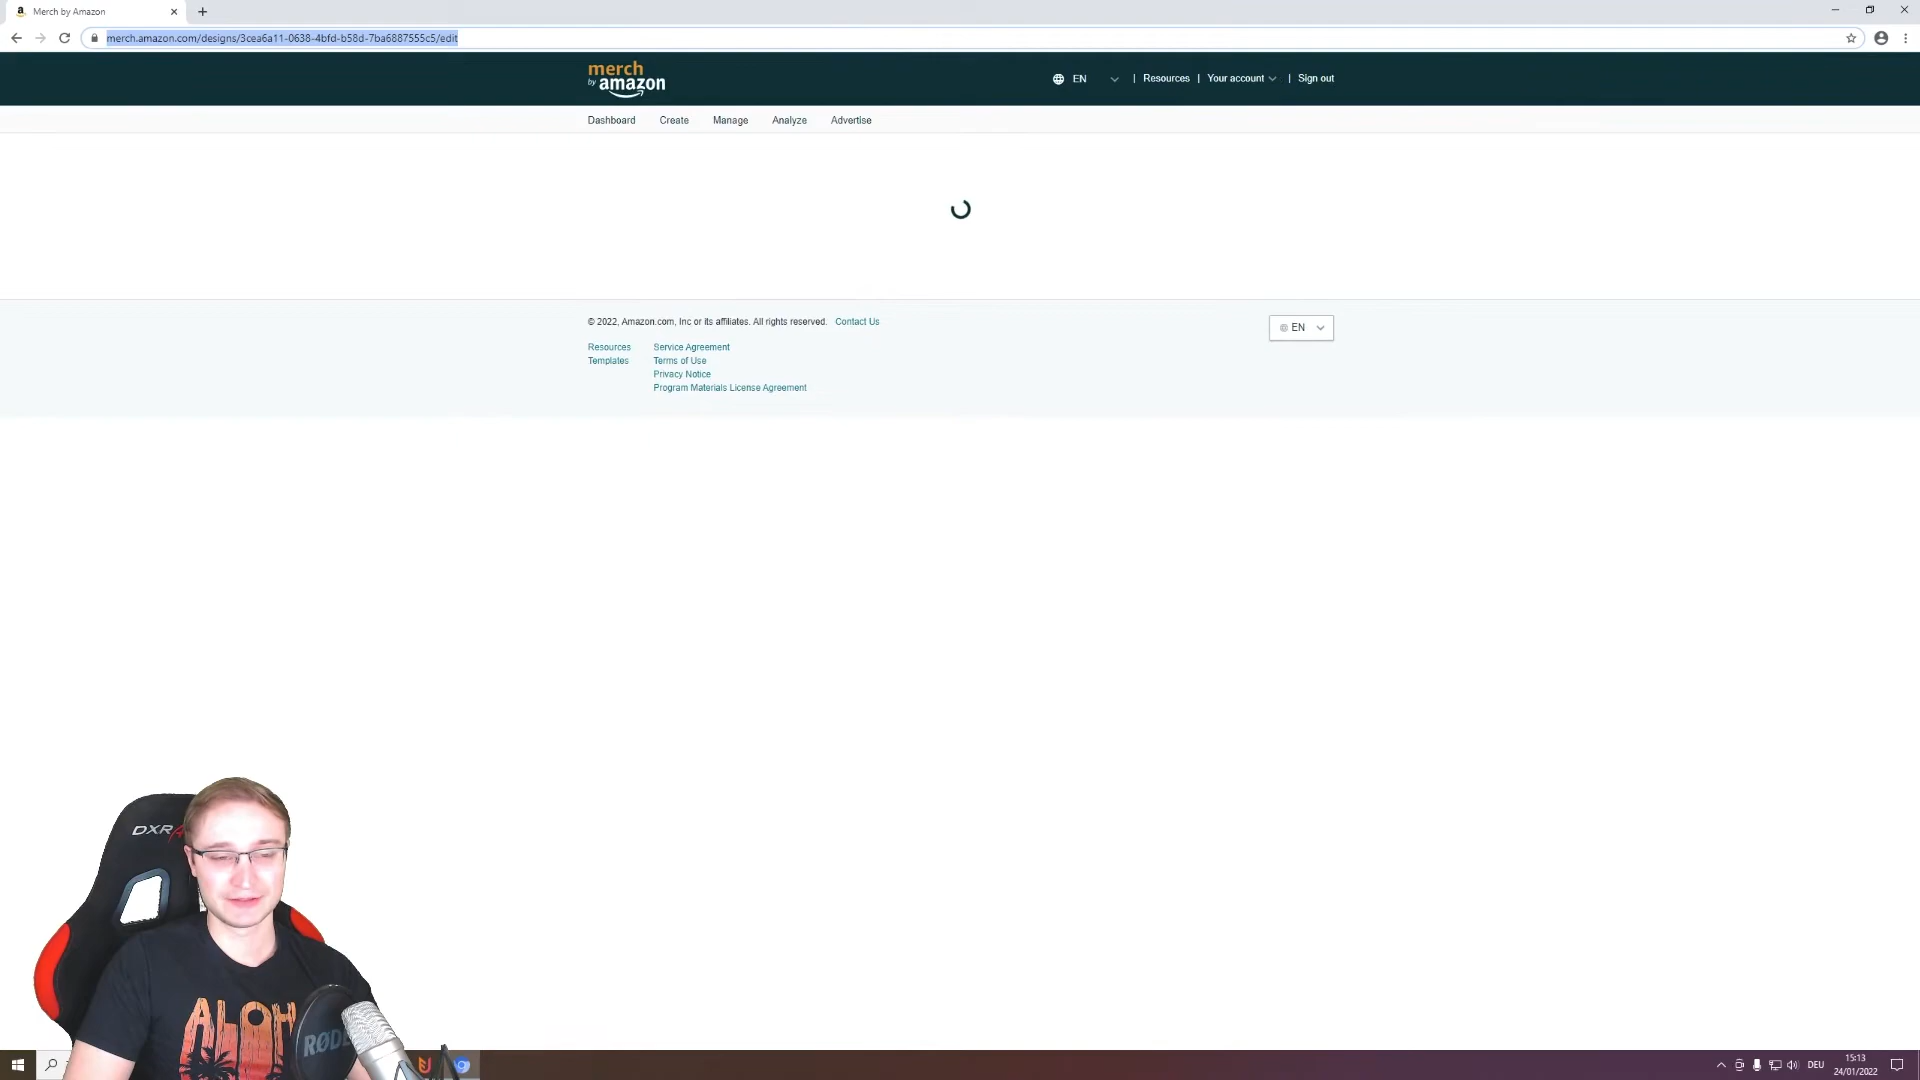 Merch by Amazon
merch.amazon.com/designs/3cea6a11-0638-4bfd-b58d-7ba6887555c5/edit
merch
by amazon
EN | Resources | Your account | Sign out
Dashboard Create Manage Analyze Advertise
© 2022, Amazon.com, Inc or its affiliates. All rights reserved. Contact Us
EN
Resources Service Agreement
Templates Terms of Use
Privacy Notice
Program Materials License Agreement
DXR
ALOH
RØDE
DEU
15:13
24/01/2022